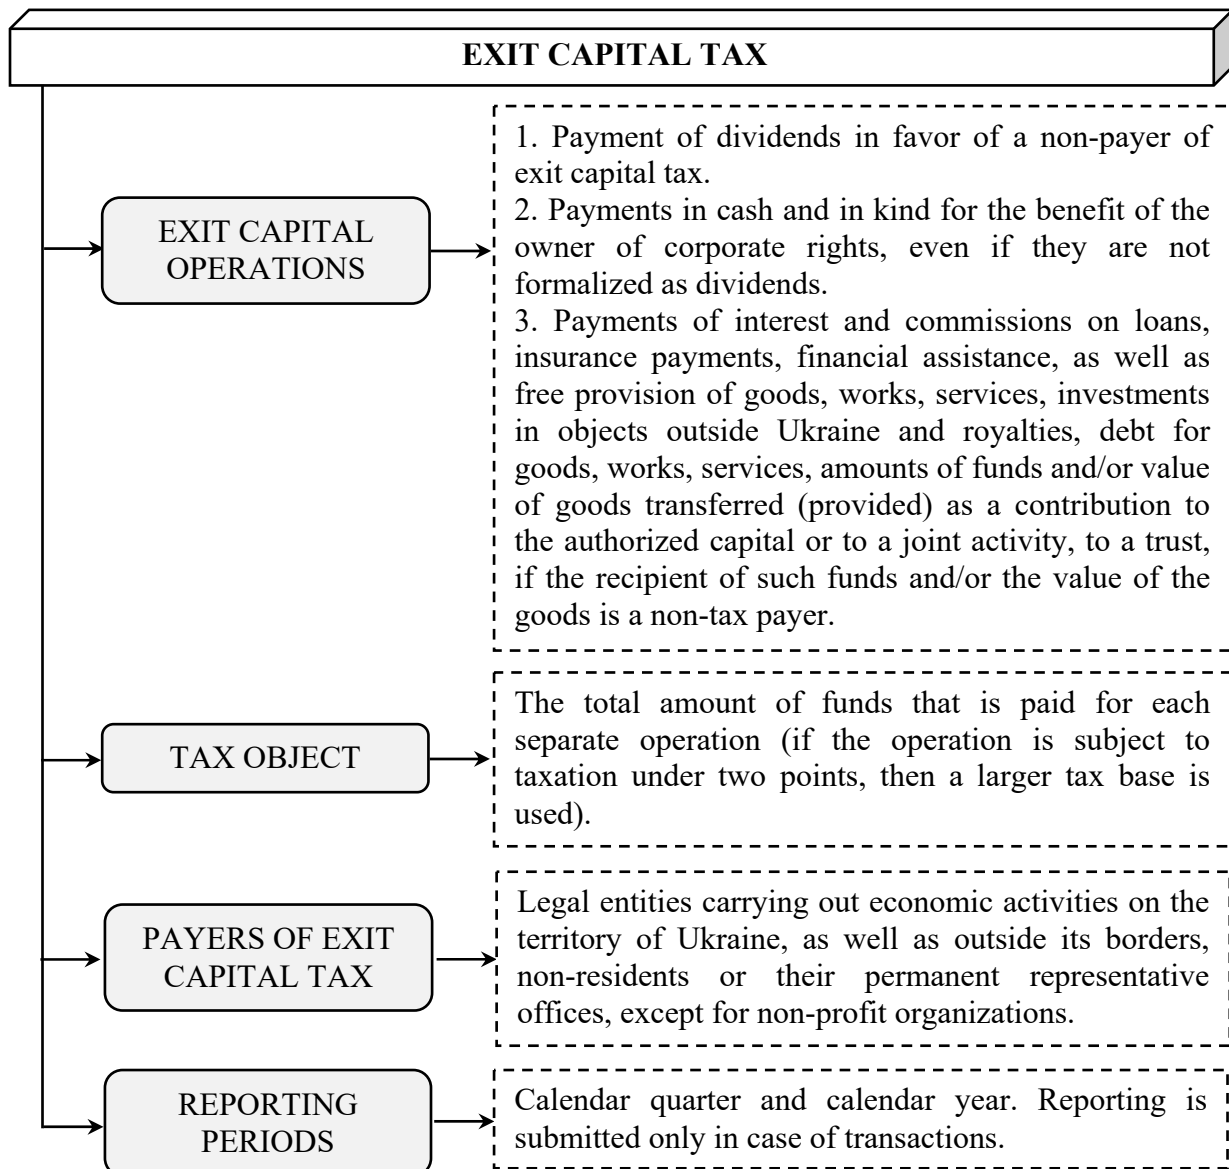 EXIT CAPITAL TAX
EXIT CAPITAL
OPERATIONS
1. Payment of dividends in favor of a non-payer of
exit capital tax.
2. Payments in cash and in kind for the benefit of the
owner of corporate rights, even if they are not
formalized as dividends.
3. Payments of interest and commissions on loans,
insurance payments, financial assistance, as well as
free provision of goods, works, services, investments
in objects outside Ukraine and royalties, debt for
goods, works, services, amounts of funds and/or value
of goods transferred (provided) as a contribution to
the authorized capital or to a joint activity, to a trust,
if the recipient of such funds and/or the value of the
goods is a non-tax payer.
TAX OBJECT
The total amount of funds that is paid for each
separate operation (if the operation is subject to
taxation under two points, then a larger tax base is
used).
PAYERS OF EXIT
CAPITAL TAX
Legal entities carrying out economic activities on the
territory of Ukraine, as well as outside its borders,
non-residents or their permanent representative
offices, except for non-profit organizations.
REPORTING
PERIODS
Calendar quarter and calendar year. Reporting is
submitted only in case of transactions.